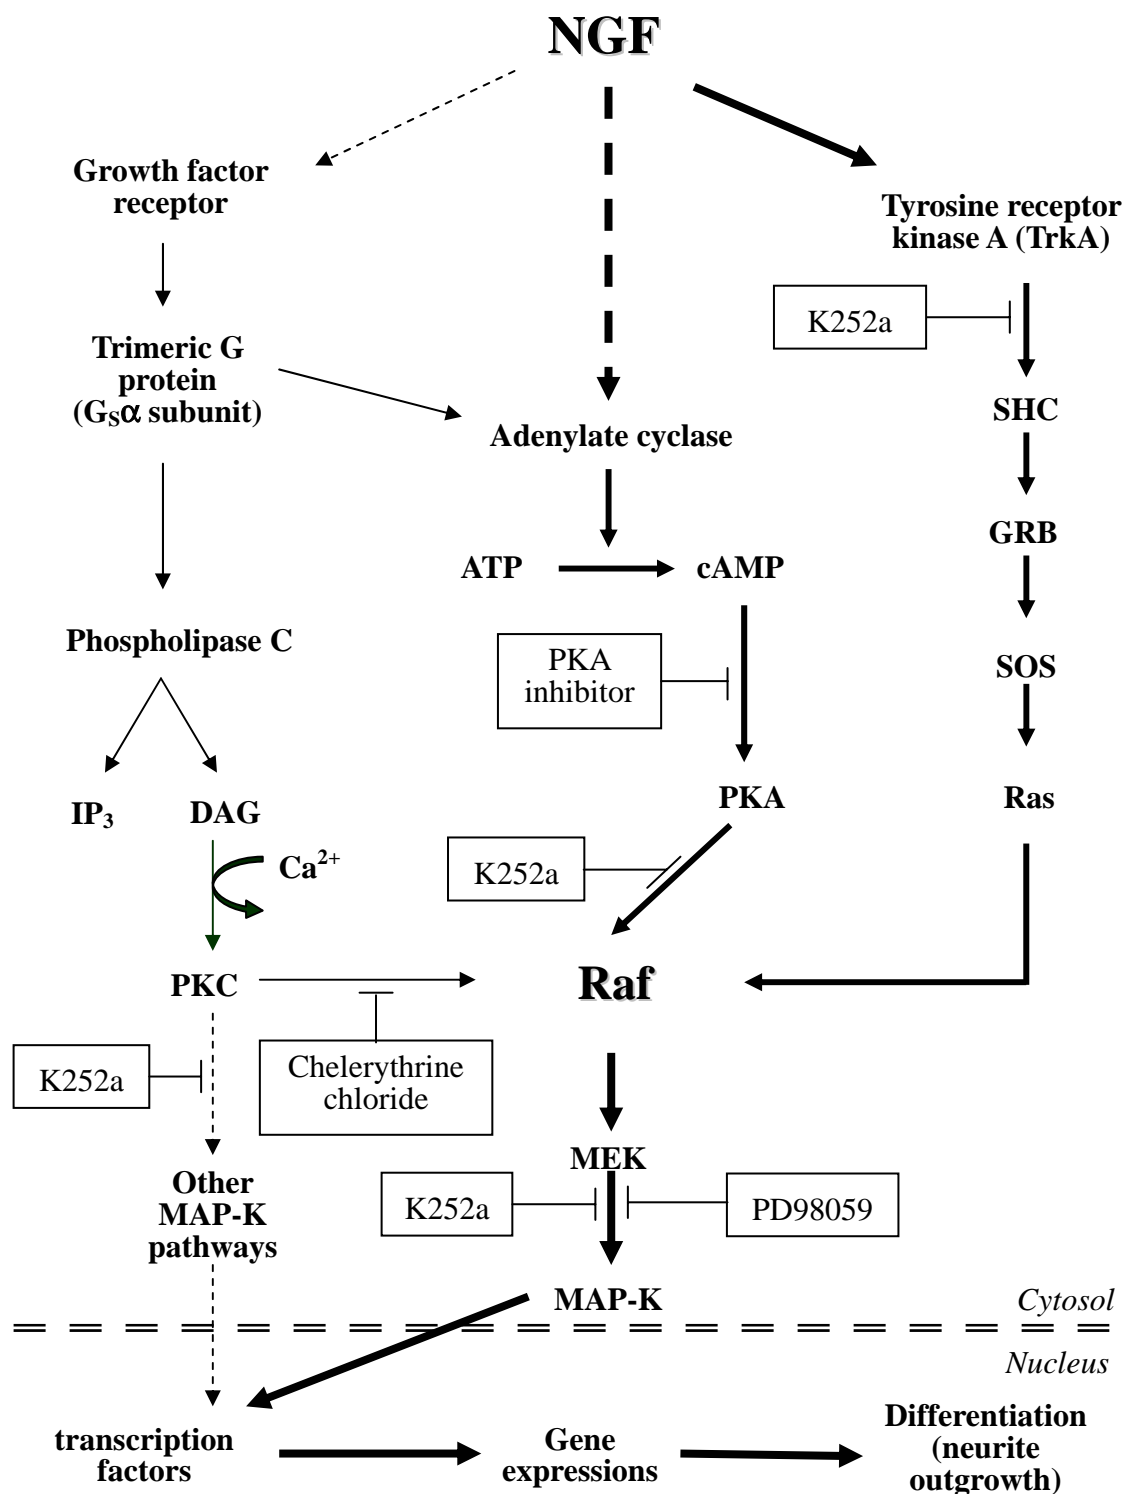 NGF
Growth factor
receptor
Tyrosine receptor
kinase A (TrkA)
K252a
Trimeric G
protein
(GSα subunit)
SHC
Adenylate cyclase
GRB
ATP
cAMP
Phospholipase C
PKA
inhibitor
SOS
IP3
DAG
PKA
Ras
Ca2+
K252a
PKC
Raf
K252a
Chelerythrine
chloride
MEK
Other
MAP-K
pathways
K252a
PD98059
MAP-K
Cytosol
Nucleus
transcription
factors
Gene
expressions
Differentiation
(neurite
outgrowth)